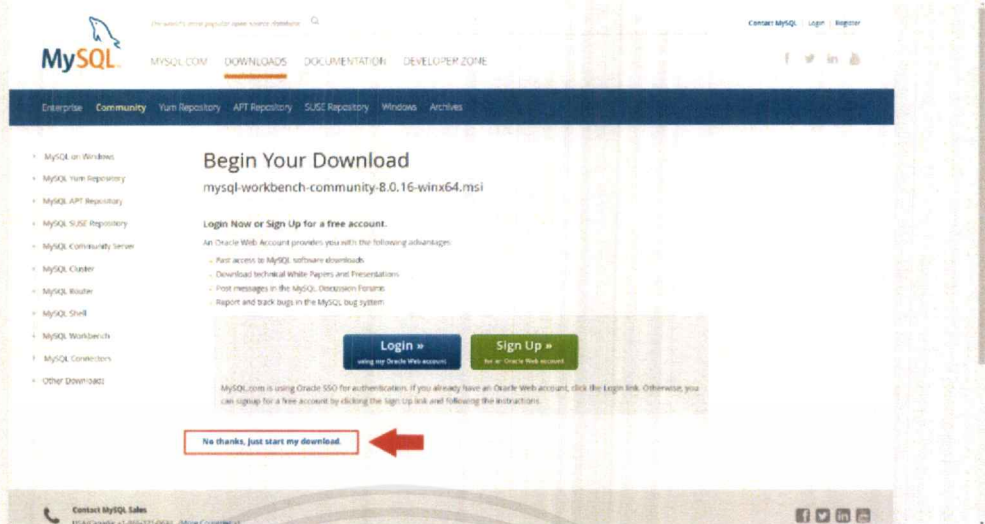 The world's most popular open source database
Contact MySQL | Login | Register
MySQL
MYSQL.COM DOWNLOADS DOCUMENTATION DEVELOPER ZONE
Enterprise Community Yum Repository APT Repository SUSE Repository Windows Archives
MySQL on Windows
MySQL Yum Repository
MySQL APT Repository
MySQL SUSE Repository
MySQL Community Server
MySQL Cluster
MySQL Router
MySQL Shell
MySQL Workbench
MySQL Connectors
Other Downloads
Begin Your Download
mysql-workbench-community-8.0.16-winx64.msi
Login Now or Sign Up for a free account.
An Oracle Web Account provides you with the following advantages:
Fast access to MySQL software downloads
Download technical White Papers and Presentations
Post messages in the MySQL Discussion Forums
Report and track bugs in the MySQL bug system
Login »
using my Oracle Web account
Sign Up »
for an Oracle Web account
MySQL.com is using Oracle SSO for authentication. If you already have an Oracle Web account, click the Login link. Otherwise, you
can signup for a free account by clicking the Sign Up link and following the instructions.
No thanks, just start my download.
Contact MySQL Sales